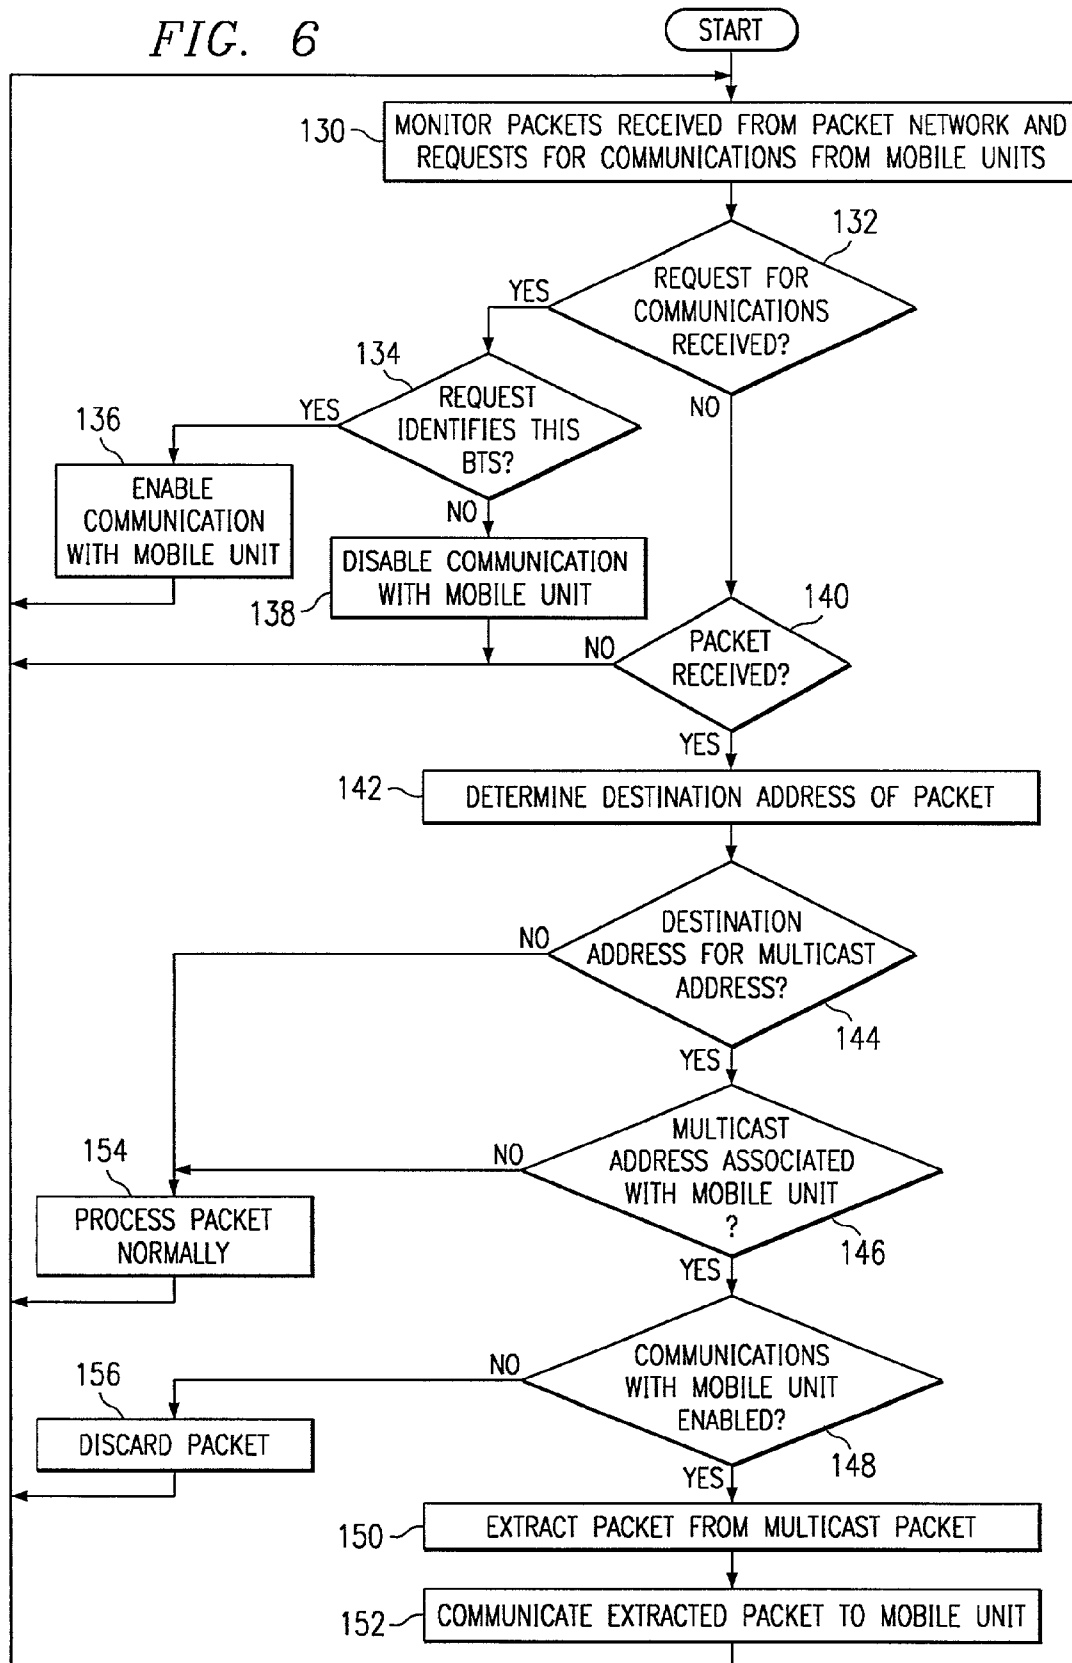 FIG. 6
START
130
MONITOR PACKETS RECEIVED FROM PACKET NETWORK AND
REQUESTS FOR COMMUNICATIONS FROM MOBILE UNITS
132
REQUEST FOR
COMMUNICATIONS
RECEIVED?
YES
NO
134
REQUEST
IDENTIFIES THIS
BTS?
YES
NO
136
ENABLE
COMMUNICATION
WITH MOBILE UNIT
DISABLE COMMUNICATION
WITH MOBILE UNIT
138
140
PACKET
RECEIVED?
NO
YES
142
DETERMINE DESTINATION ADDRESS OF PACKET
DESTINATION
ADDRESS FOR MULTICAST
ADDRESS?
NO
144
YES
MULTICAST
ADDRESS ASSOCIATED
WITH MOBILE UNIT
?
NO
146
YES
154
PROCESS PACKET
NORMALLY
COMMUNICATIONS
WITH MOBILE UNIT
ENABLED?
NO
148
YES
156
DISCARD PACKET
150
EXTRACT PACKET FROM MULTICAST PACKET
152
COMMUNICATE EXTRACTED PACKET TO MOBILE UNIT